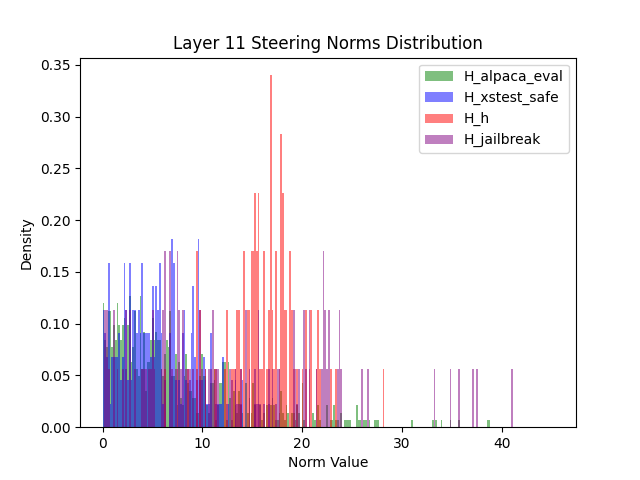 Layer 11 Steering Norms Distribution
H_alpaca_eval
H_xstest_safe
H_h
H_jailbreak
0.35
0.30
0.25
0.20
0.15
0.10
0.05
0.00
Density
0 10 20 30 40
Norm Value